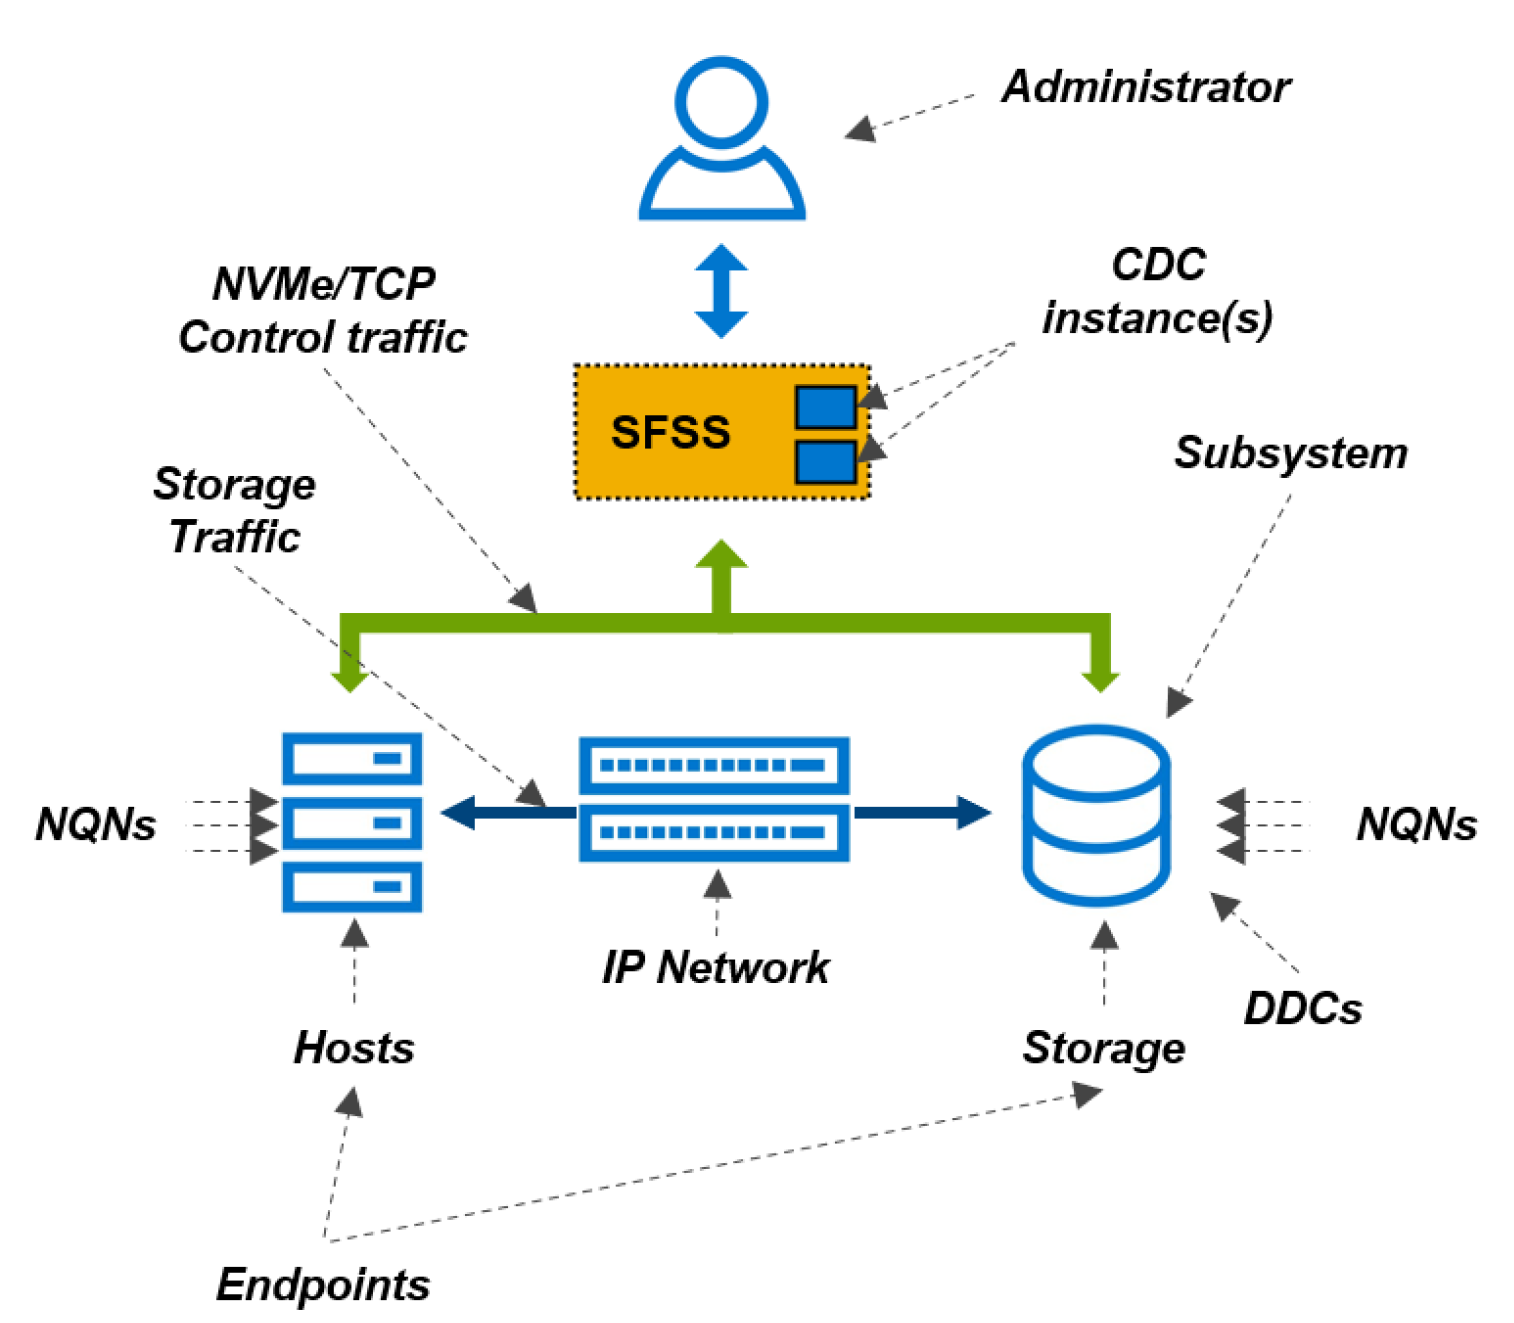 Administrator
CDC
instance(s)
NVMe/TCP
Control traffic
SFSS
Subsystem
Storage
Traffic
NQNs
NQNs
IP Network
DDCs
Hosts
Storage
Endpoints